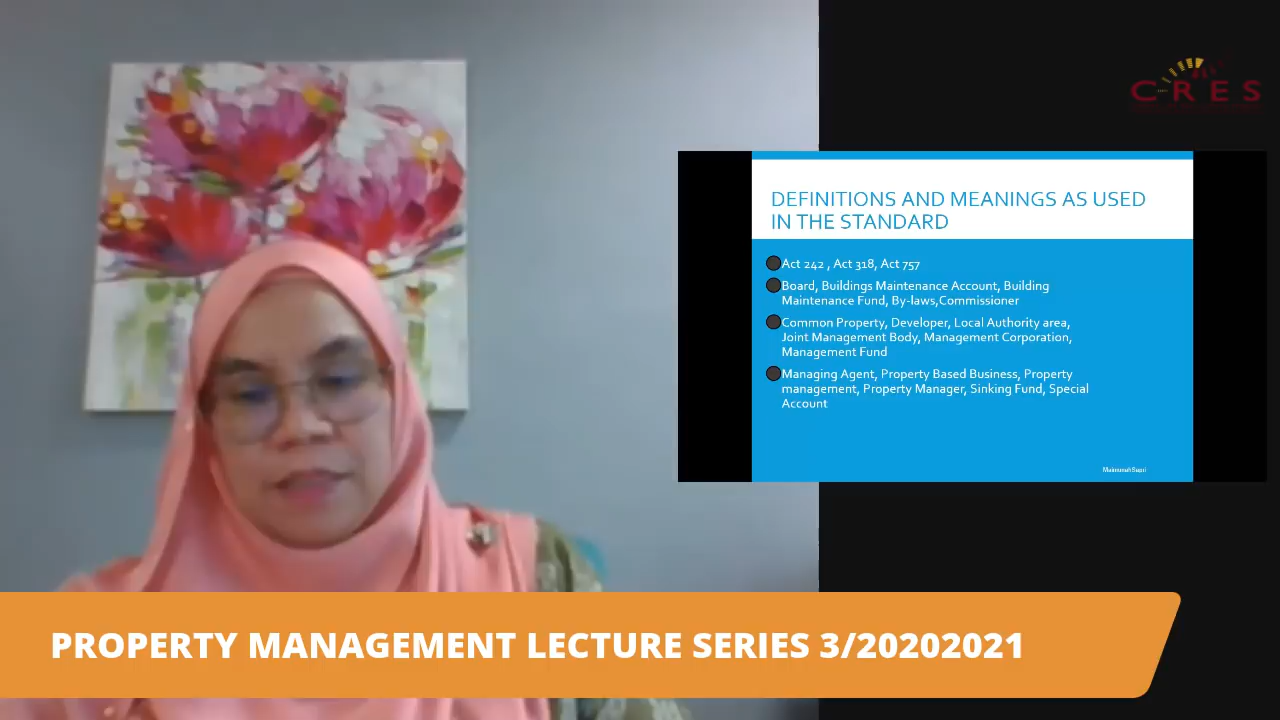 CRES
DEFINITIONS AND MEANINGS AS USED
IN THE STANDARD
Act 242 , Act 318, Act 757
Board, Buildings Maintenance Account, Building
Maintenance Fund, By-laws,Commissioner
Common Property, Developer, Local Authority area,
Joint Management Body, Management Corporation,
Management Fund
Managing Agent, Property Based Business, Property
management, Property Manager, Sinking Fund, Special
Account
MaimunahSapri
PROPERTY MANAGEMENT LECTURE SERIES 3/20202021